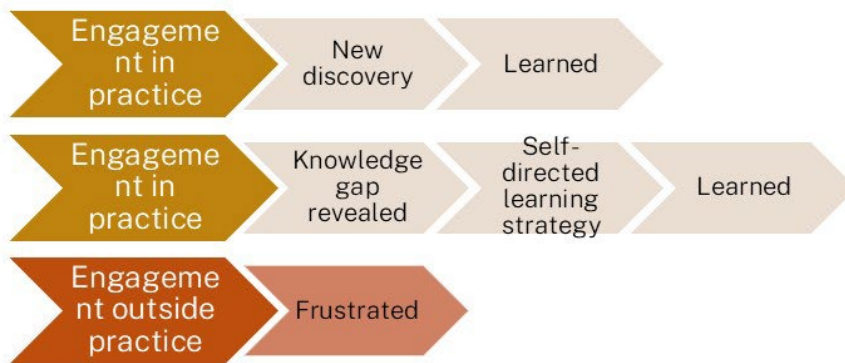 Engageme
nt in
practice
New
discovery
Learned
Engageme
nt in
practice
Knowledge
gap
revealed
Self-
directed
learning
strategy
Learned
Engageme
nt outside
practice
Frustrated